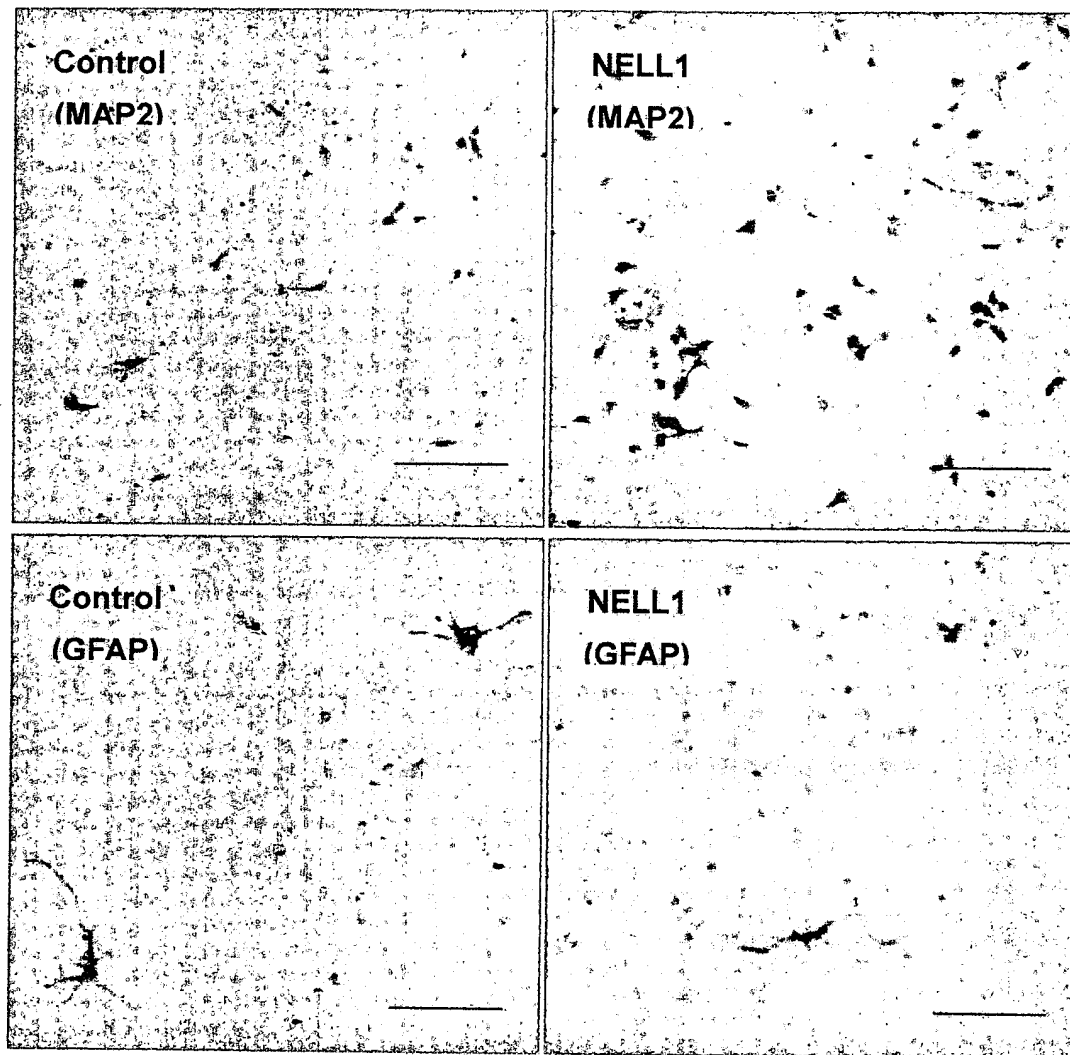 Control
(MAP2)
NELL1
(MAP2)
Control
(GFAP)
NELL1
(GFAP)